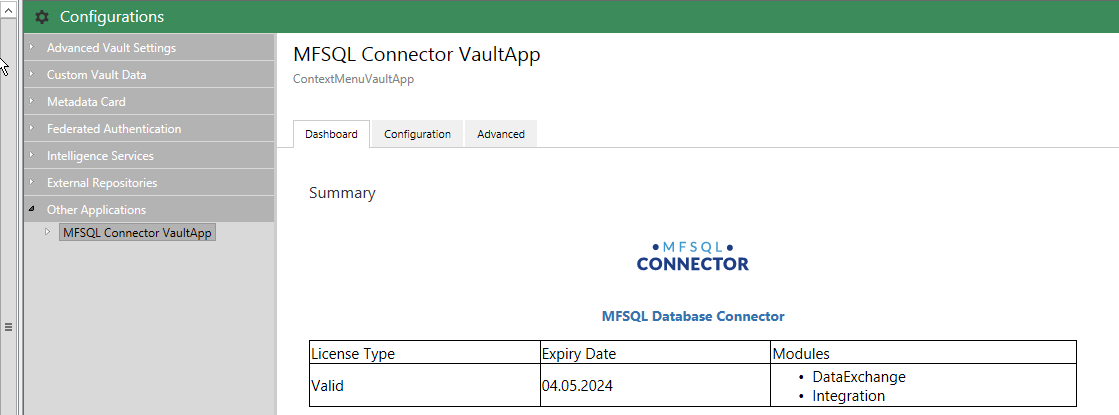 Configurations
Advanced Vault Settings
Custom Vault Data
Metadata Card
Federated Authentication
Intelligence Services
External Repositories
Other Applications
MFSQL Connector VaultApp
MFSQL Connector VaultApp
ContextMenuVaultApp
Dashboard Configuration Advanced
Summary
MFSQL
CONNECTOR
MFSQL Database Connector
License Type Expiry Date Modules
Valid 04.05.2024 • DataExchange
• Integration